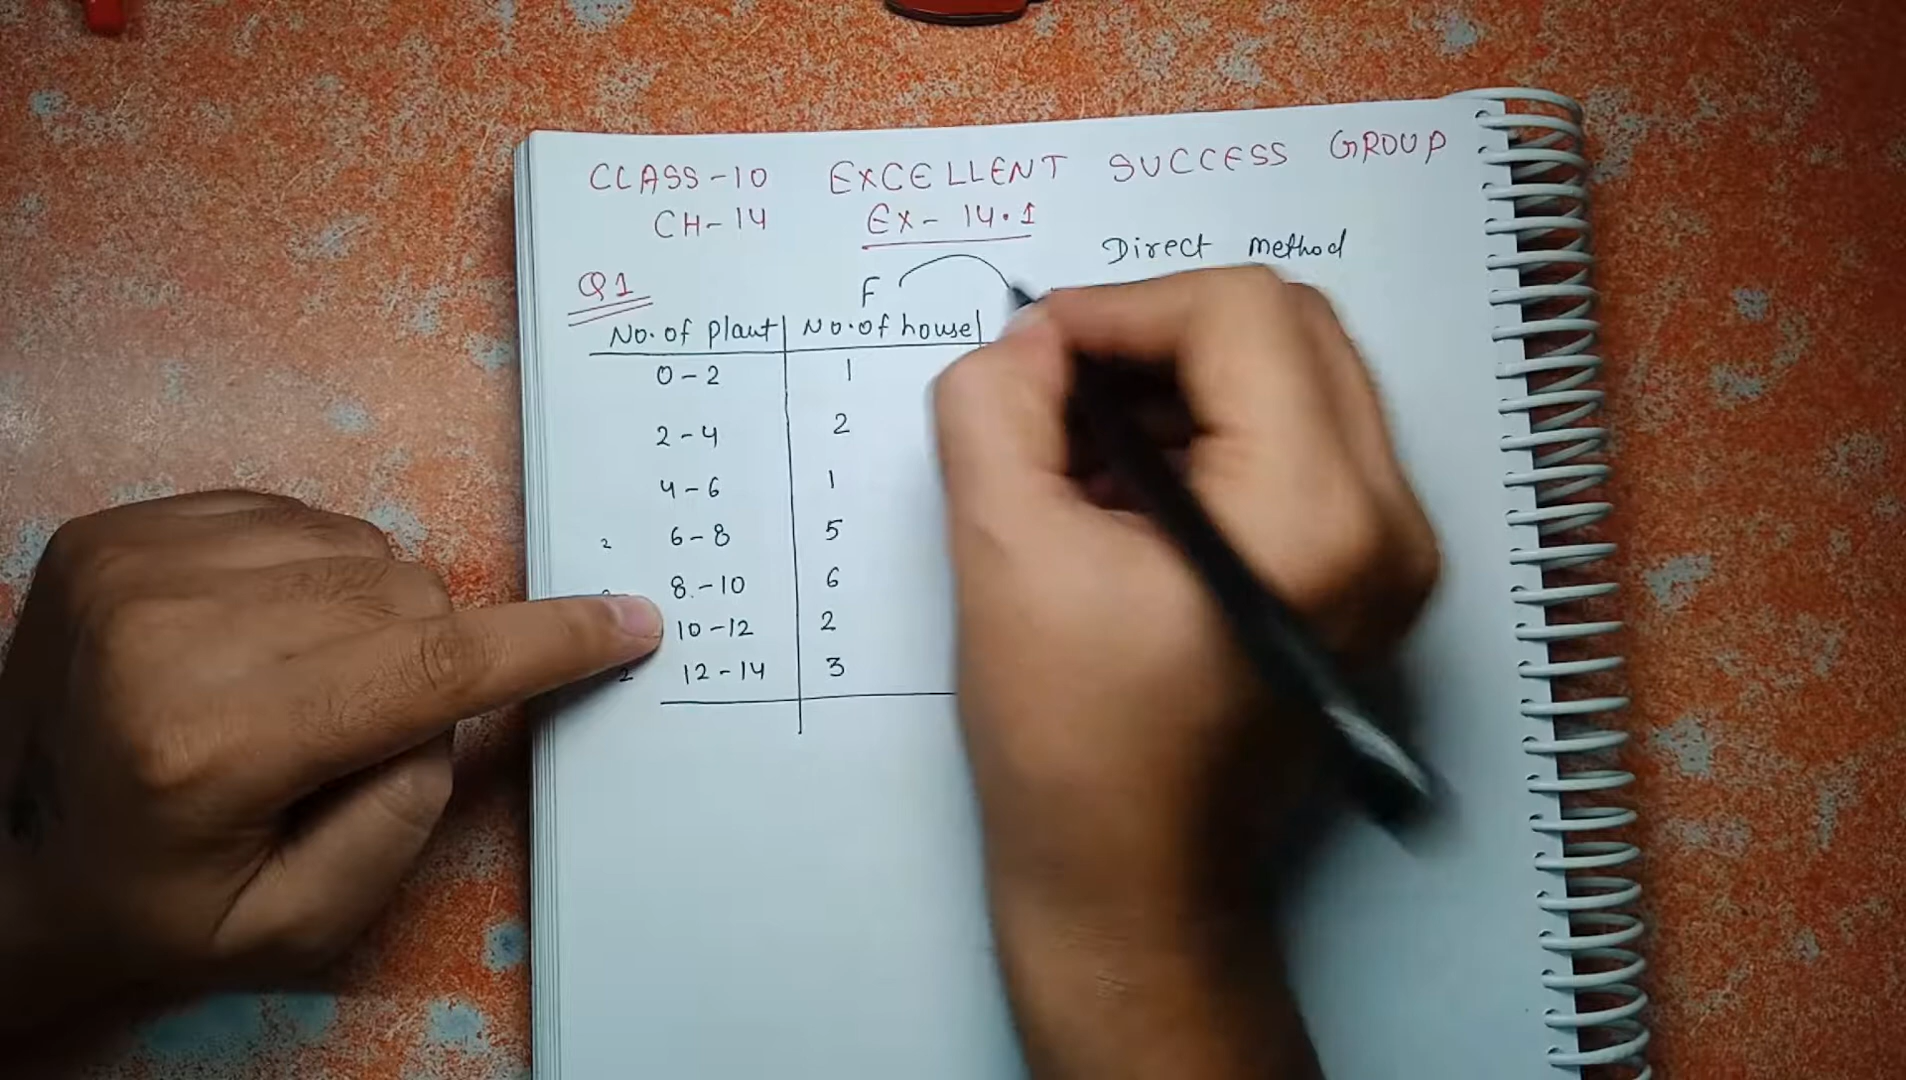 CLASS-10 EXCELLENT SUCCESS GROUP
CH-14 EX-14.1
Direct method
Q1
F
No. of plant No. of house
0-2 1
2-4 2
4-6 1
2 6-8 5
8.-10 6
10-12 2
2 12-14 3